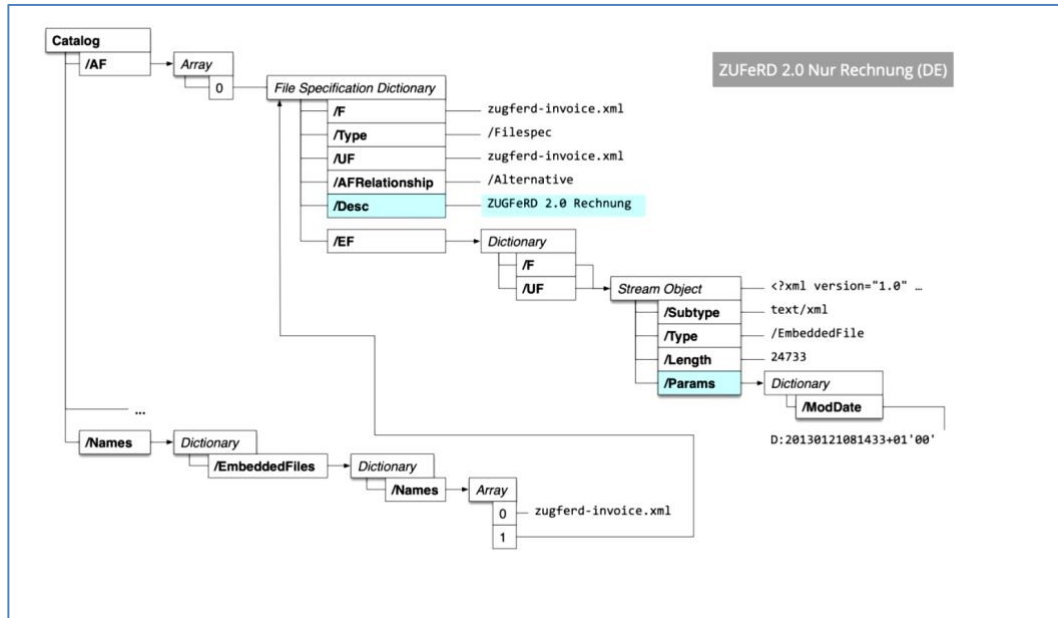 Catalog
/AF
Array
0
File Specification Dictionary
ZUFeRD 2.0 Nur Rechnung (DE)
/F
zugferd-invoice.xml
/Type
/Filespec
/UF
zugferd-invoice.xml
/AFRelationship
/Alternative
/Desc
ZUGFeRD 2.0 Rechnung
/EF
Dictionary
/F
/UF
Stream Object
<?xml version="1.0" …
/Subtype
text/xml
/Type
/EmbeddedFile
/Length
24733
/Params
Dictionary
/ModDate
D:20130121081433+01'00'
...
/Names
Dictionary
/EmbeddedFiles
Dictionary
/Names
Array
0
zugferd-invoice.xml
1